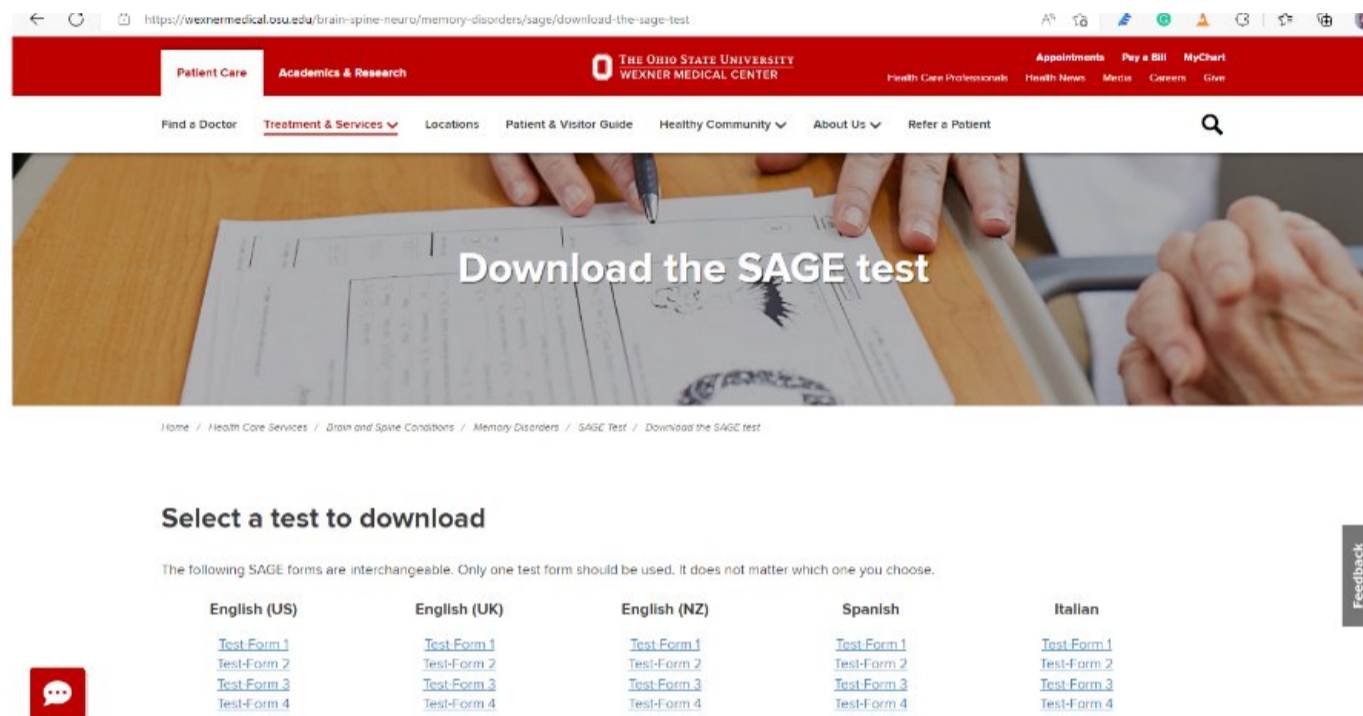 https://wexnermedical.osu.edu/brain-spine-neuro/memory-disorders/sage/download-the-sage-test
Patient Care Academics & Research THE OHIO STATE UNIVERSITY WEXNER MEDICAL CENTER Appointments Pay a Bill MyChart
Health Care Professionals Health News Media Careers Give
Find a Doctor Treatment & Services Locations Patient & Visitor Guide Healthy Community About Us Refer a Patient
Download the SAGE test
Home / Health Care Services / Brain and Spine Conditions / Memory Disorders / SAGE Test / Download the SAGE test
Select a test to download
The following SAGE forms are interchangeable. Only one test form should be used. It does not matter which one you choose.
English (US) English (UK) English (NZ) Spanish Italian
Test-Form 1 Test-Form 1 Test-Form 1 Test-Form 1 Test-Form 1
Test-Form 2 Test-Form 2 Test-Form 2 Test-Form 2 Test-Form 2
Test-Form 3 Test-Form 3 Test-Form 3 Test-Form 3 Test-Form 3
Test-Form 4 Test-Form 4 Test-Form 4 Test-Form 4 Test-Form 4
Feedback